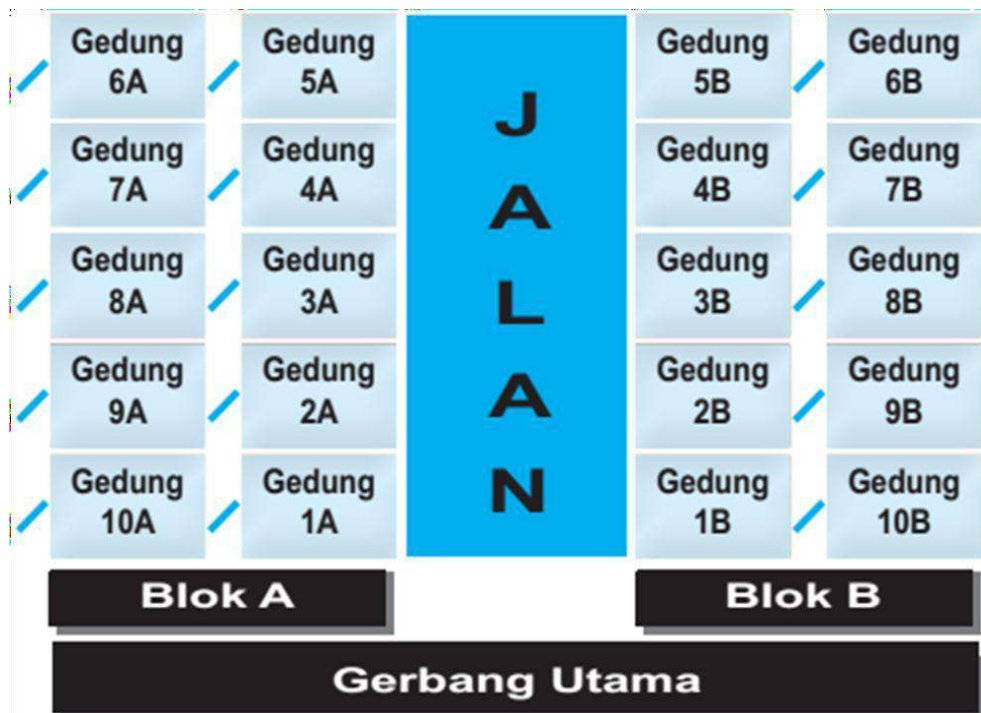 Gedung
6A
Gedung
5A
J
A
L
A
N
Gedung
5B
Gedung
6B
Gedung
7A
Gedung
4A
Gedung
4B
Gedung
7B
Gedung
8A
Gedung
3A
Gedung
3B
Gedung
8B
Gedung
9A
Gedung
2A
Gedung
2B
Gedung
9B
Gedung
10A
Gedung
1A
Gedung
1B
Gedung
10B
Blok A
Blok B
Gerbang Utama